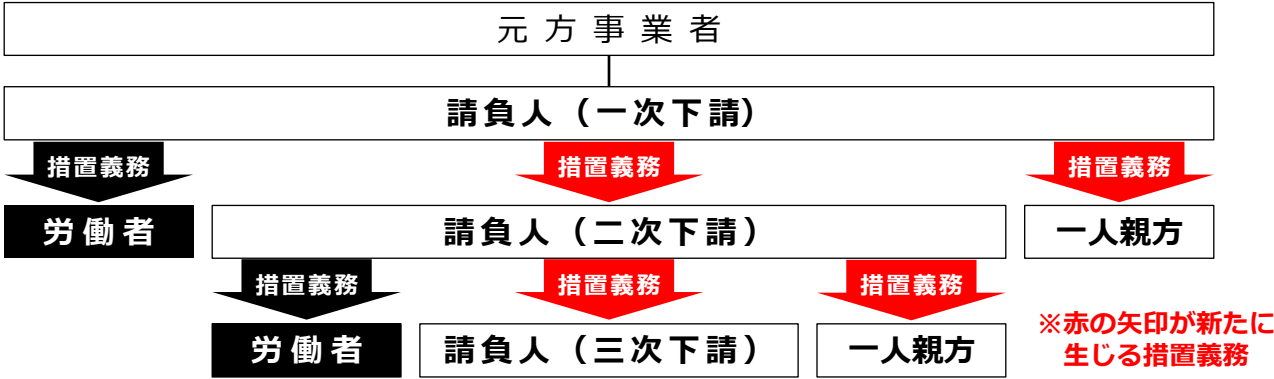 元方事業者
請負人（一次下請）
措置義務 措置義務 措置義務
労働者 請負人（二次下請） 一人親方
措置義務 措置義務 措置義務
労働者 請負人（三次下請） 一人親方
※赤の矢印が新たに
生じる措置義務